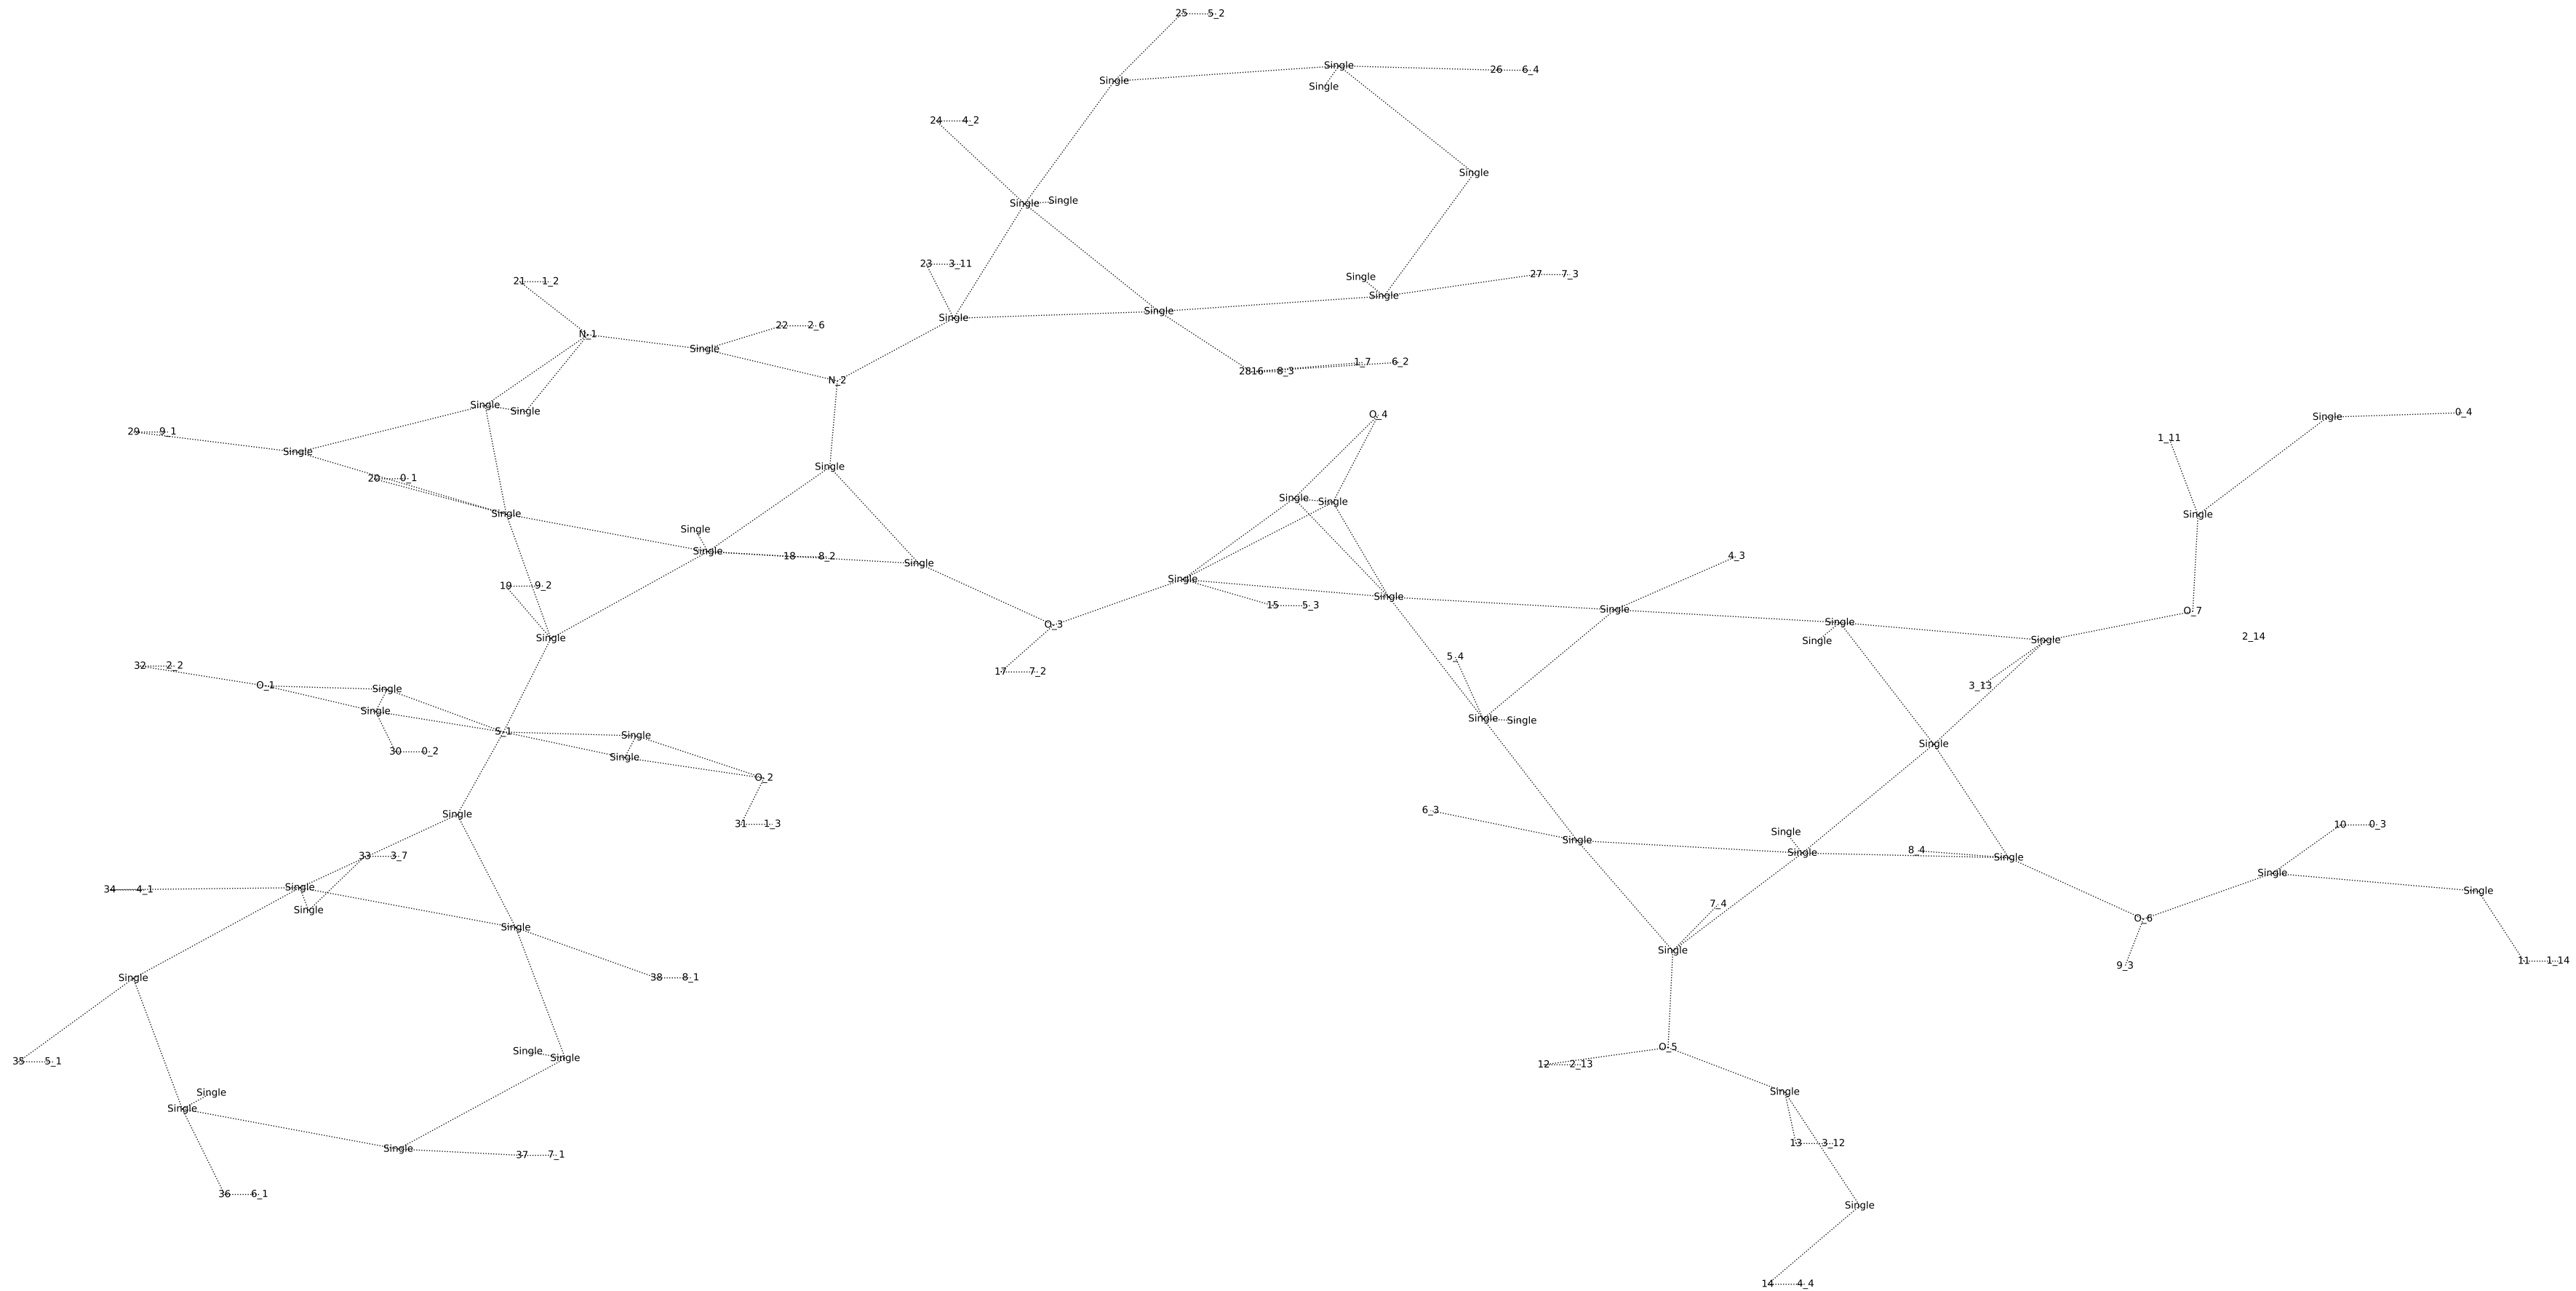 25 5_2
Single 26 6_4
Single
Single
24 4_2
Single
Single Single
23 3_11
27 7_3
Single
21 1_2
Single
Single
Single
22 2_6
N_1
Single
1_7 6_2
2816 8_3
N_2
Single
Single
0_4
O_4
Single
29 9_1
1_11
Single
Single
20 0_1
Single
Single
Single
Single
Single
18 8_2
4_3
Single
Single
19 9_2
15 5_3
Single
Single
O_7
Single
O_3
2_14
Single
Single
Single
5_4
32 2_2
17 7_2
O_1
Single
3_13
Single
Single
Single
S_1
Single
Single
30 0_2
Single
O_2
6_3
Single
31 1_3
10 0_3
Single
Single
8_4
Single
33 3_7
Single
Single
34 4_1
Single
Single
7_4
Single
O_6
Single
Single
11 1_14
9_3
Single
38 8_1
O_5
Single
Single
35 5_1
12 2_13
Single
Single
Single
13 3_12
Single
37 7_1
36 6_1
Single
14 4_4